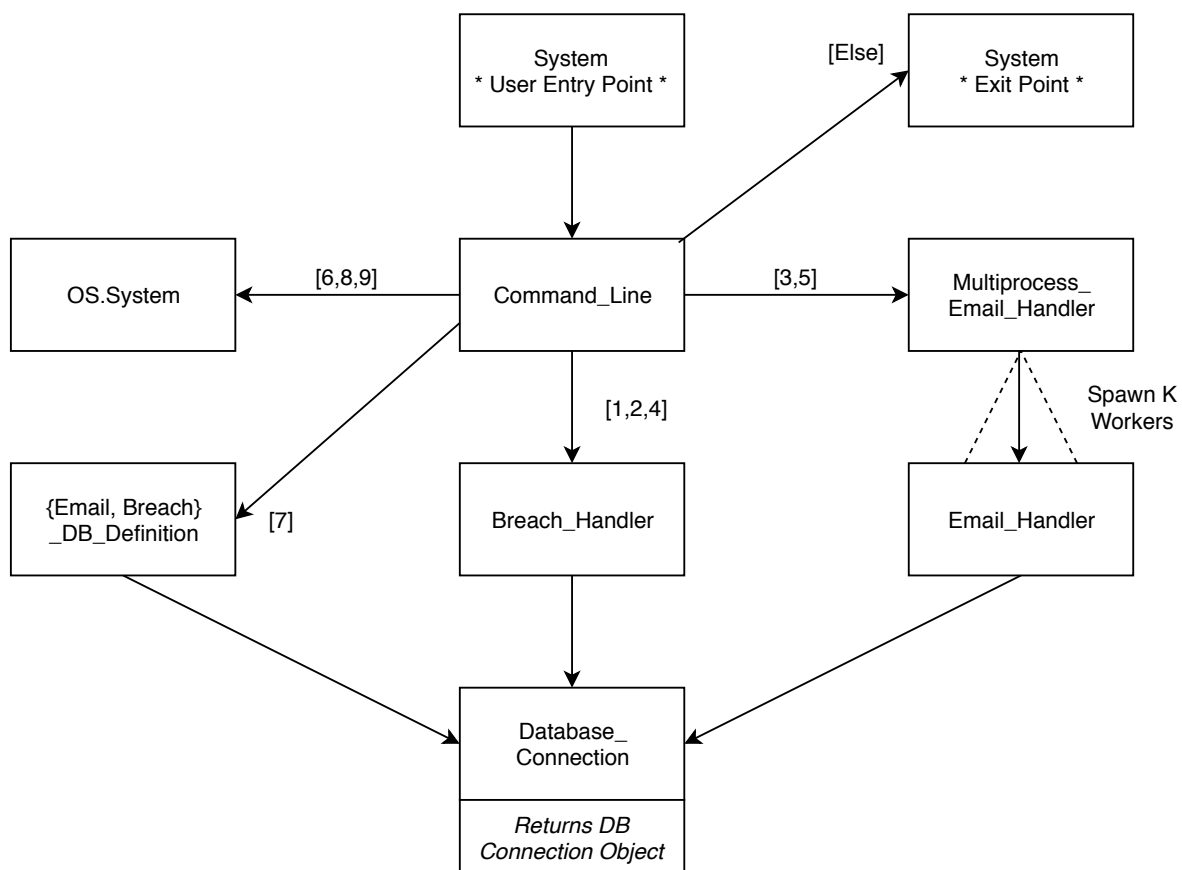 System
* User Entry Point *
[Else]
System
* Exit Point *
OS.System
[6,8,9]
Command_Line
[3,5]
Multiprocess_
Email_Handler
[1,2,4]
Spawn K
Workers
{Email, Breach}
_DB_Definition
[7]
Breach_Handler
Email_Handler
Database_
Connection
Returns DB
Connection Object